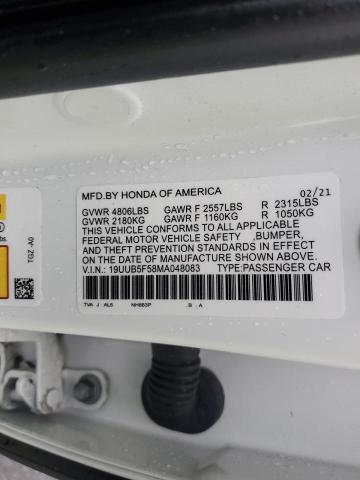 MFD.BY HONDA OF AMERICA 02/21
GVWR 4806LBS GAWR F 2557LBS R 2315LBS
GVWR 2180KG GAWR F 1160KG R 1050KG
THIS VEHICLE CONFORMS TO ALL APPLICABLE
FEDERAL MOTOR VEHICLE SAFETY ,BUMPER,
AND THEFT PREVENTION STANDARDS IN EFFECT
ON THE DATE OF MANUFACTURE SHOWN ABOVE.
V.I.N.: 19UUB5F58MA048083 TYPE:PASSENGER CAR
TVA J AL5 NH883P .B A
TGZ -A0